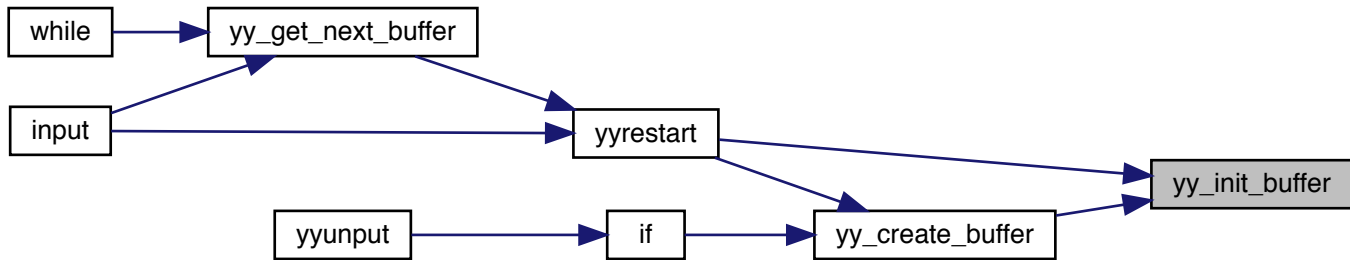 while
yy_get_next_buffer
input
yyrestart
yy_init_buffer
yyunput
if
yy_create_buffer